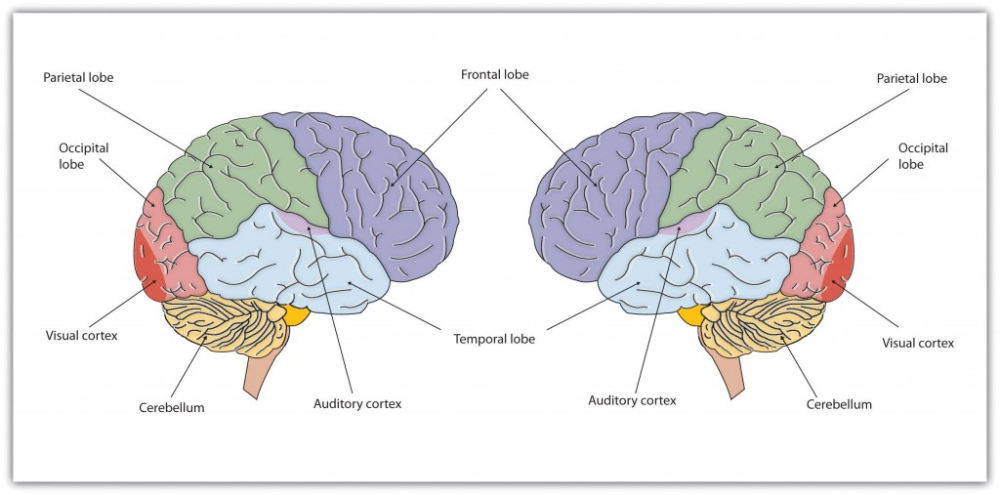 Parietal lobe
Frontal lobe
Parietal lobe
Occipital
lobe
Occipital
lobe
Visual cortex
Temporal lobe
Visual cortex
Cerebellum
Auditory cortex
Auditory cortex
Cerebellum